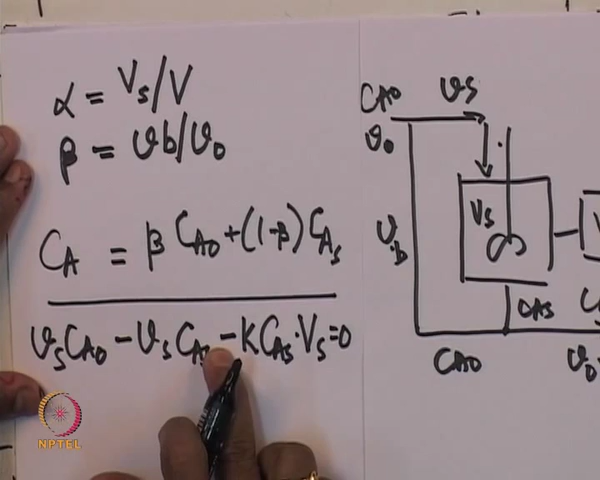 α = Vs/V
β = υb/υ0
CA = β CA0 + (1-β) CAs
υs CA0 - υs CAs - K CAs · Vs = 0
CA0 υs
υ0
Vs
υB
CAS
CA0
υ0
NPTEL